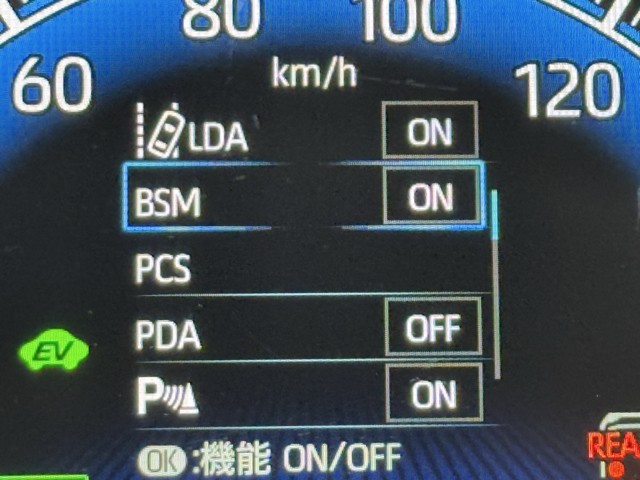 80 100
60 km/h 120
LDA ON
BSM ON
PCS
PDA OFF
EV
P ON
OK:機能 ON/OFF
REA